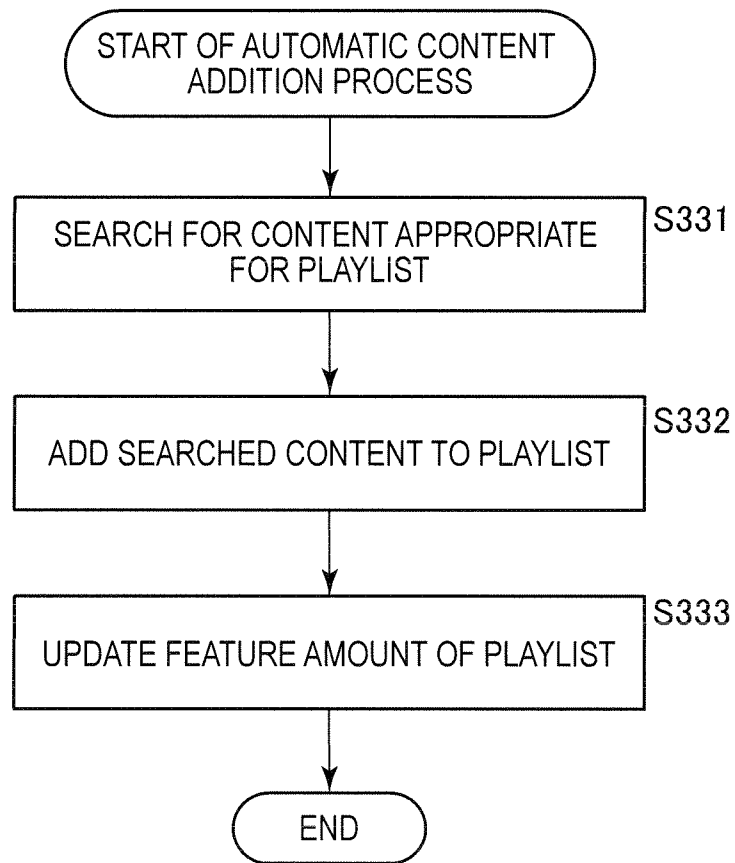 START OF AUTOMATIC CONTENT
ADDITION PROCESS
S331
SEARCH FOR CONTENT APPROPRIATE
FOR PLAYLIST
S332
ADD SEARCHED CONTENT TO PLAYLIST
S333
UPDATE FEATURE AMOUNT OF PLAYLIST
END